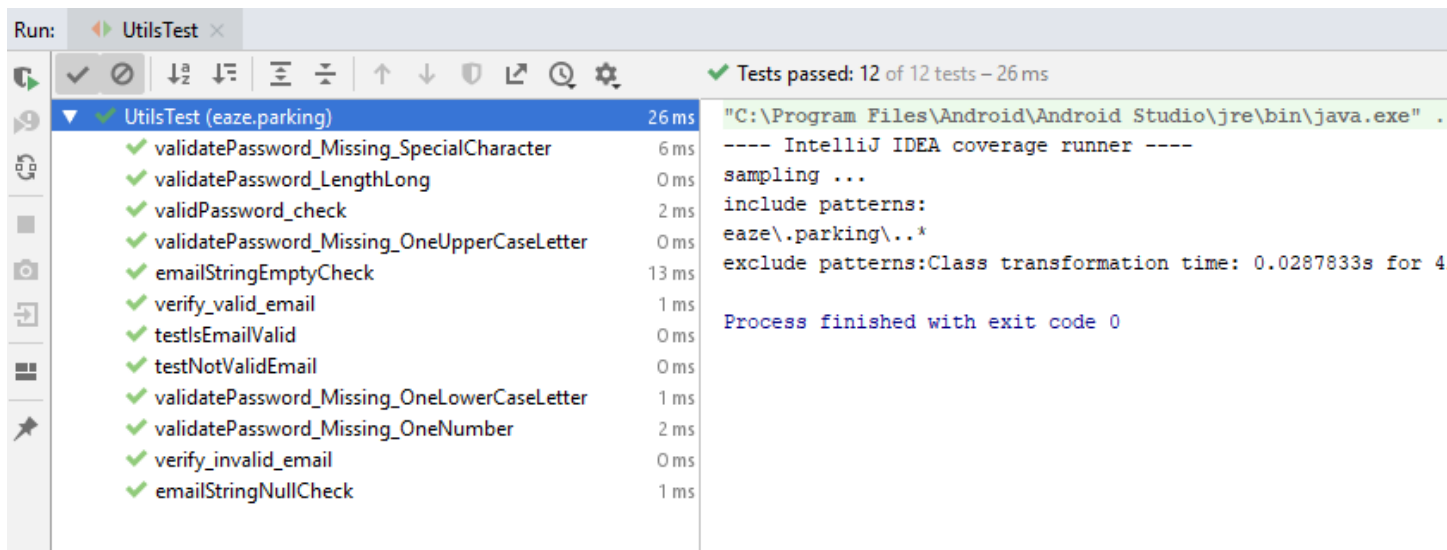 Run: UtilsTest
Tests passed: 12 of 12 tests – 26 ms
UtilsTest (eaze.parking) 26 ms
validatePassword_Missing_SpecialCharacter 6 ms
validatePassword_LengthLong 0 ms
validPassword_check 2 ms
validatePassword_Missing_OneUpperCaseLetter 0 ms
emailStringEmptyCheck 13 ms
verify_valid_email 1 ms
testIsEmailValid 0 ms
testNotValidEmail 0 ms
validatePassword_Missing_OneLowerCaseLetter 1 ms
validatePassword_Missing_OneNumber 2 ms
verify_invalid_email 0 ms
emailStringNullCheck 1 ms
"C:\Program Files\Android\Android Studio\jre\bin\java.exe" .
---- IntelliJ IDEA coverage runner ----
sampling ...
include patterns:
eaze\.parking\..*
exclude patterns:Class transformation time: 0.0287833s for 4
Process finished with exit code 0